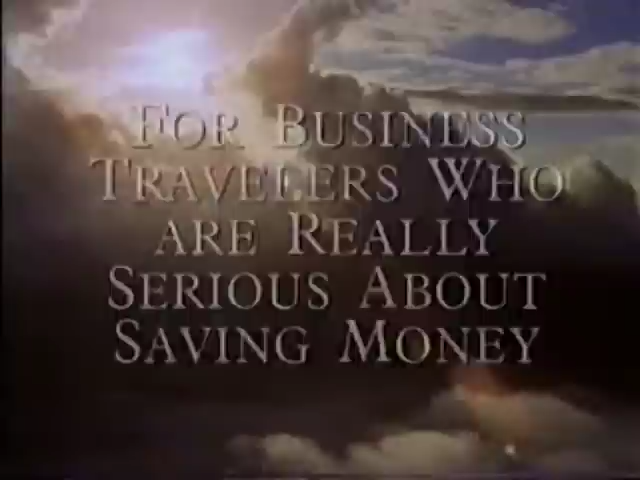 For Business
Travelers Who
are Really
Serious About
Saving Money